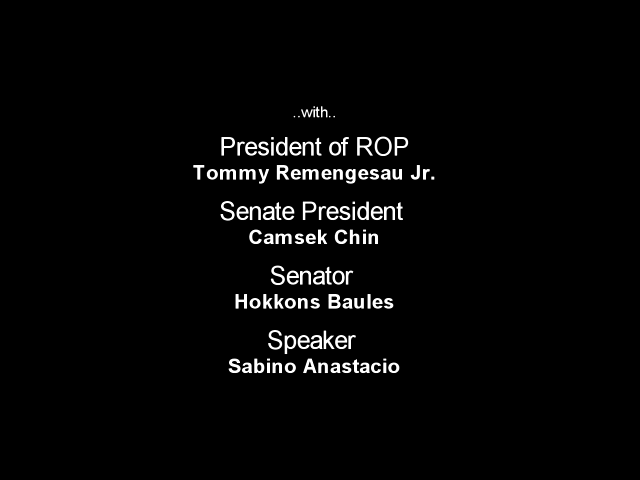 ..with..
President of ROP
Tommy Remengesau Jr.
Senate President
Camsek Chin
Senator
Hokkons Baules
Speaker
Sabino Anastacio